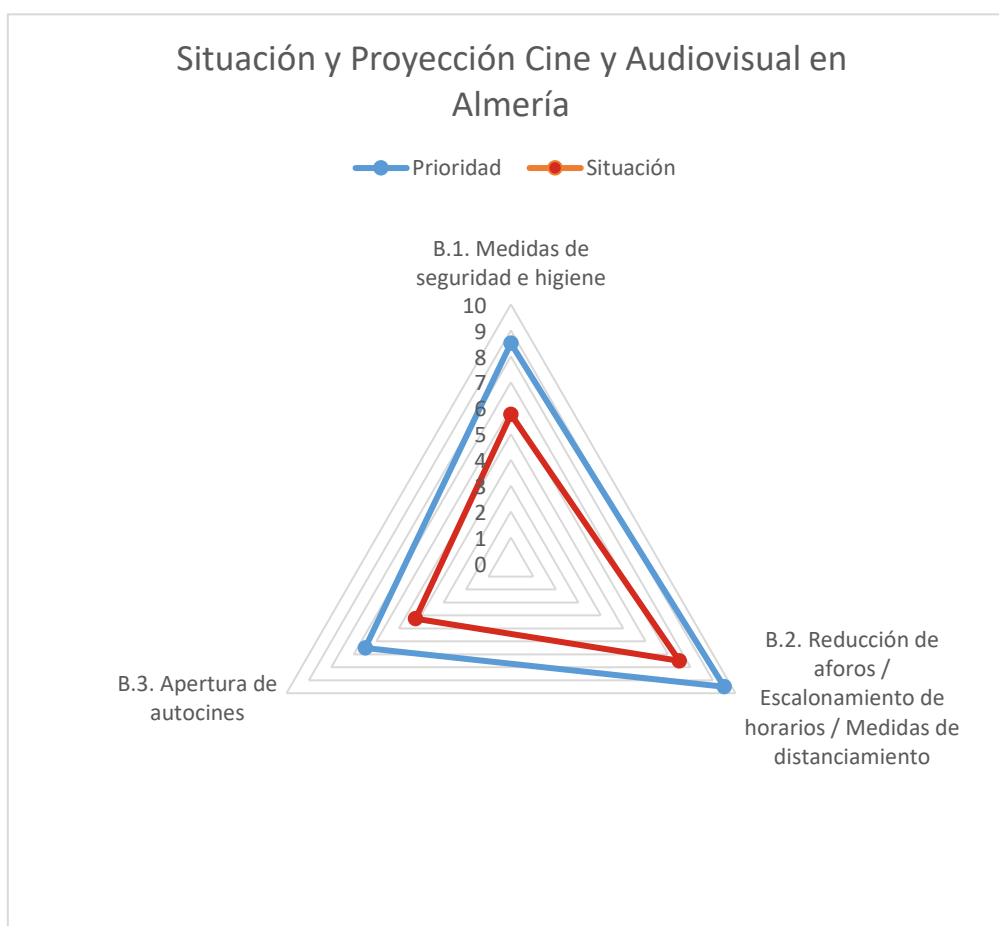 Situación y Proyección Cine y Audiovisual en
Almería
Prioridad
Situación
B.1. Medidas de
seguridad e higiene
10
9
8
7
6
5
4
3
2
1
0
B.2. Reducción de
aforos /
Escalonamiento de
horarios / Medidas de
distanciamiento
B.3. Apertura de
autocines